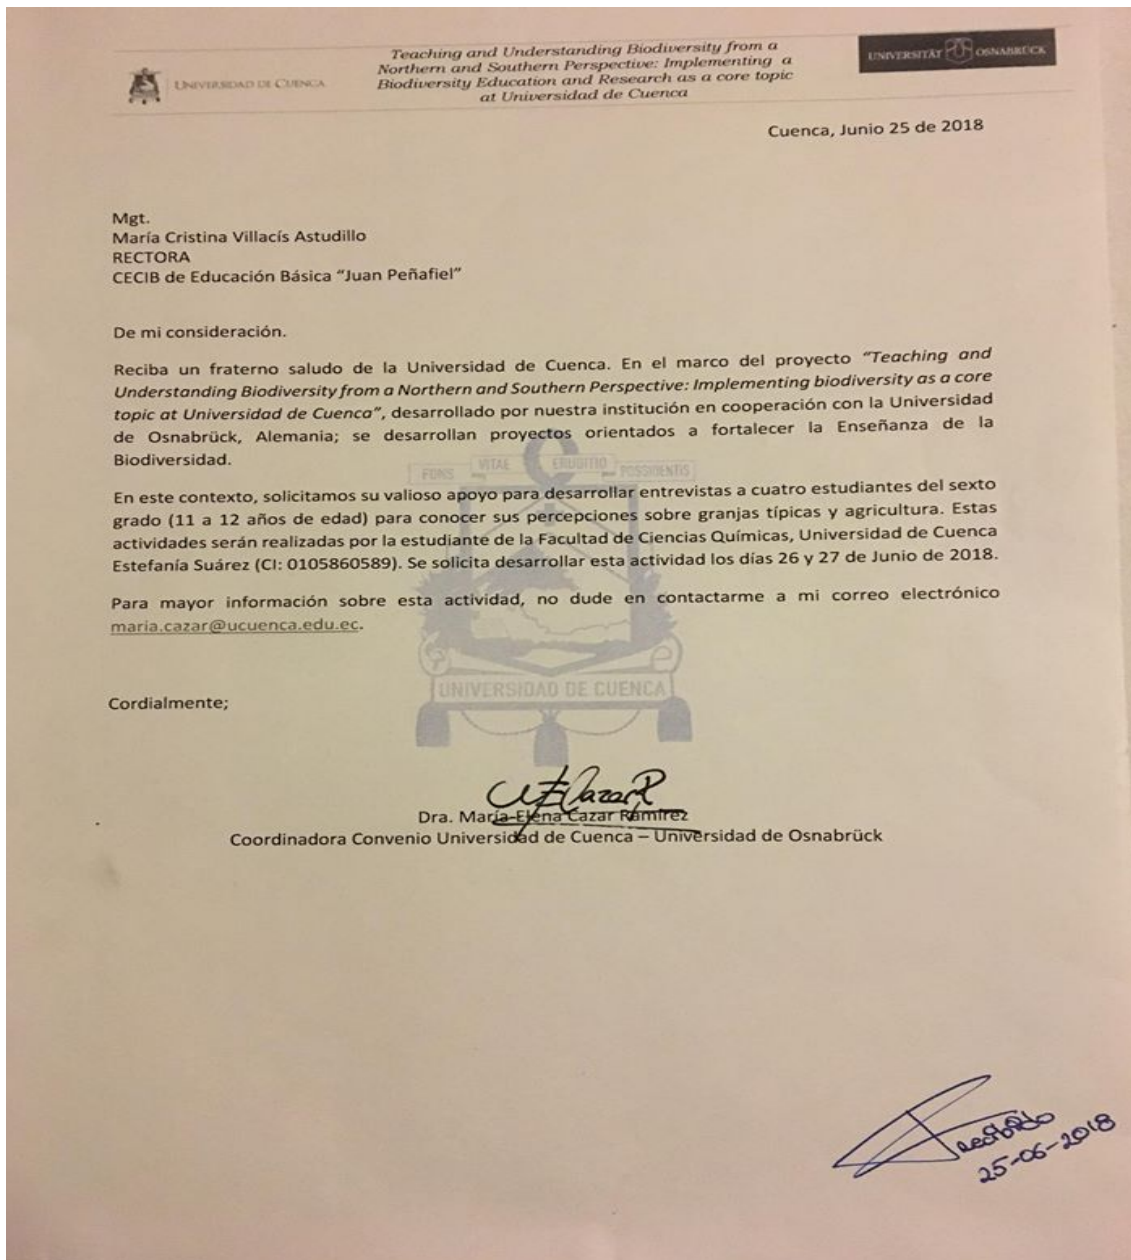 UNIVERSIDAD DE CUENCA
Teaching and Understanding Biodiversity from a
Northern and Southern Perspective: Implementing a
Biodiversity Education and Research as a core topic
at Universidad de Cuenca
UNIVERSITÄT OSNABRÜCK
Cuenca, Junio 25 de 2018
Mgt.
María Cristina Villacís Astudillo
RECTORA
CECIB de Educación Básica “Juan Peñafiel”
De mi consideración.
Reciba un fraterno saludo de la Universidad de Cuenca. En el marco del proyecto “Teaching and
Understanding Biodiversity from a Northern and Southern Perspective: Implementing biodiversity as a core
topic at Universidad de Cuenca”, desarrollado por nuestra institución en cooperación con la Universidad
de Osnabrück, Alemania; se desarrollan proyectos orientados a fortalecer la Enseñanza de la
Biodiversidad.
FONS VITAE ERUDITIO POSSIDENTIS
En este contexto, solicitamos su valioso apoyo para desarrollar entrevistas a cuatro estudiantes del sexto
grado (11 a 12 años de edad) para conocer sus percepciones sobre granjas típicas y agricultura. Estas
actividades serán realizadas por la estudiante de la Facultad de Ciencias Químicas, Universidad de Cuenca
Estefanía Suárez (CI: 0105860589). Se solicita desarrollar esta actividad los días 26 y 27 de Junio de 2018.
Para mayor información sobre esta actividad, no dude en contactarme a mi correo electrónico
maria.cazar@ucuenca.edu.ec.
UNIVERSIDAD DE CUENCA
Cordialmente;
Dra. María-Elena Cazar Ramírez
Coordinadora Convenio Universidad de Cuenca – Universidad de Osnabrück
recibido
25-06-2018